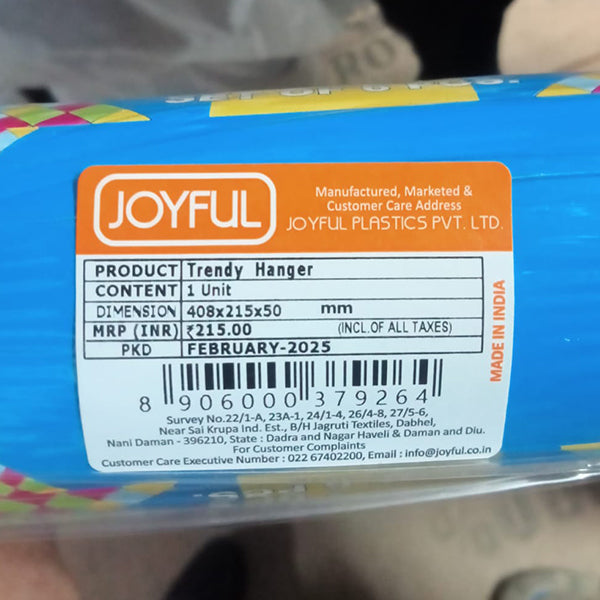 SET OF 6 PCS.
JOYFUL
Manufactured, Marketed &
Customer Care Address
JOYFUL PLASTICS PVT. LTD.
PRODUCT Trendy Hanger
CONTENT 1 Unit
DIMENSION 408x215x50 mm
MRP (INR) ₹215.00 (INCL.OF ALL TAXES)
PKD FEBRUARY-2025
MADE IN INDIA
8 906000 379264
Survey No.22/1-A, 23A-1, 24/1-4, 26/4-8, 27/5-6,
Near Sai Krupa Ind. Est., B/H Jagruti Textiles, Dabhel,
Nani Daman - 396210, State : Dadra and Nagar Haveli & Daman and Diu.
For Customer Complaints
Customer Care Executive Number : 022 67402200, Email : info@joyful.co.in